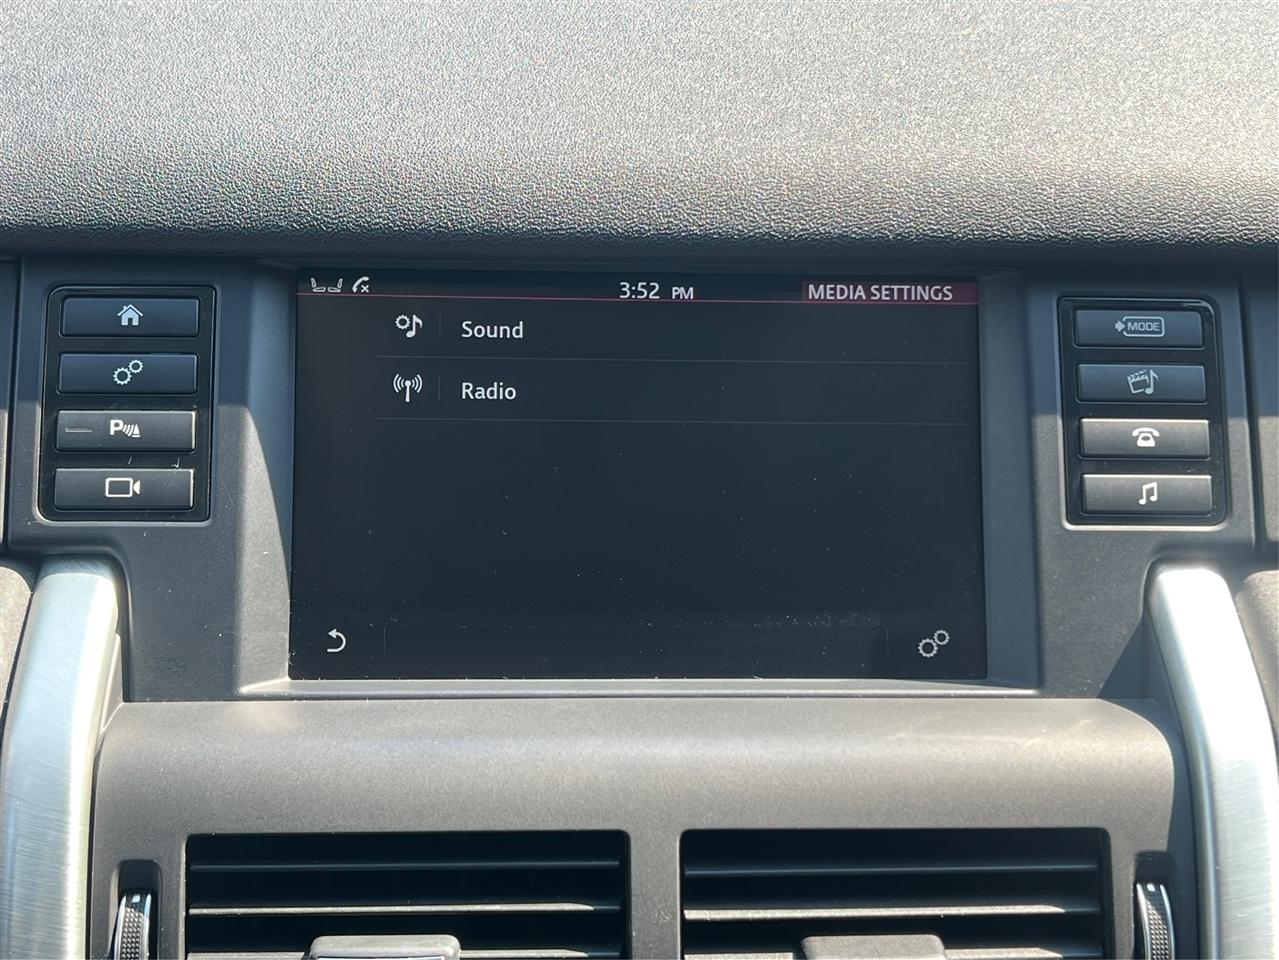 3:52 PM
MEDIA SETTINGS
Sound
Radio
MODE
P